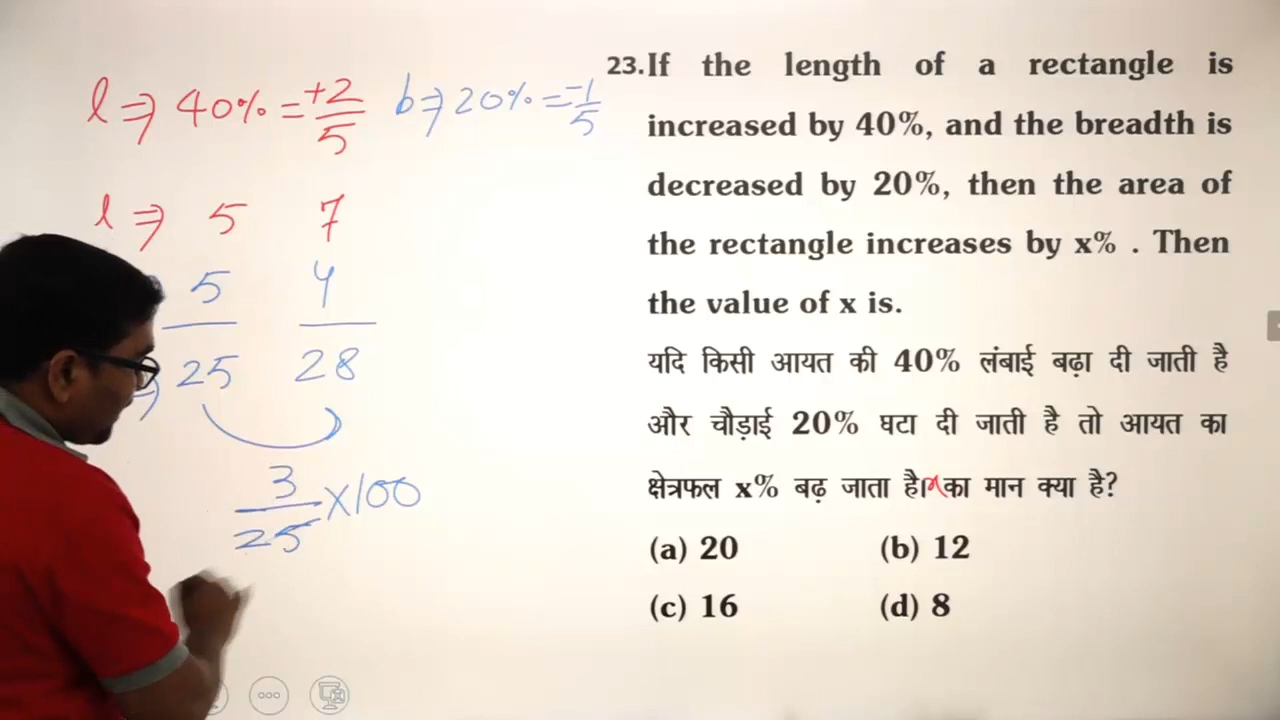 l ⇒ 40% = +2/5 b ⇒ 20% = -1/5
l ⇒ 5 7
5 4
⇒ 25 28
3/25 × 100
23. If the length of a rectangle is
increased by 40%, and the breadth is
decreased by 20%, then the area of
the rectangle increases by x% . Then
the value of x is.
यदि किसी आयत की 40% लंबाई बढ़ा दी जाती है
और चौड़ाई 20% घटा दी जाती है तो आयत का
क्षेत्रफल x% बढ़ जाता है। x का मान क्या है?
(a) 20 (b) 12
(c) 16 (d) 8